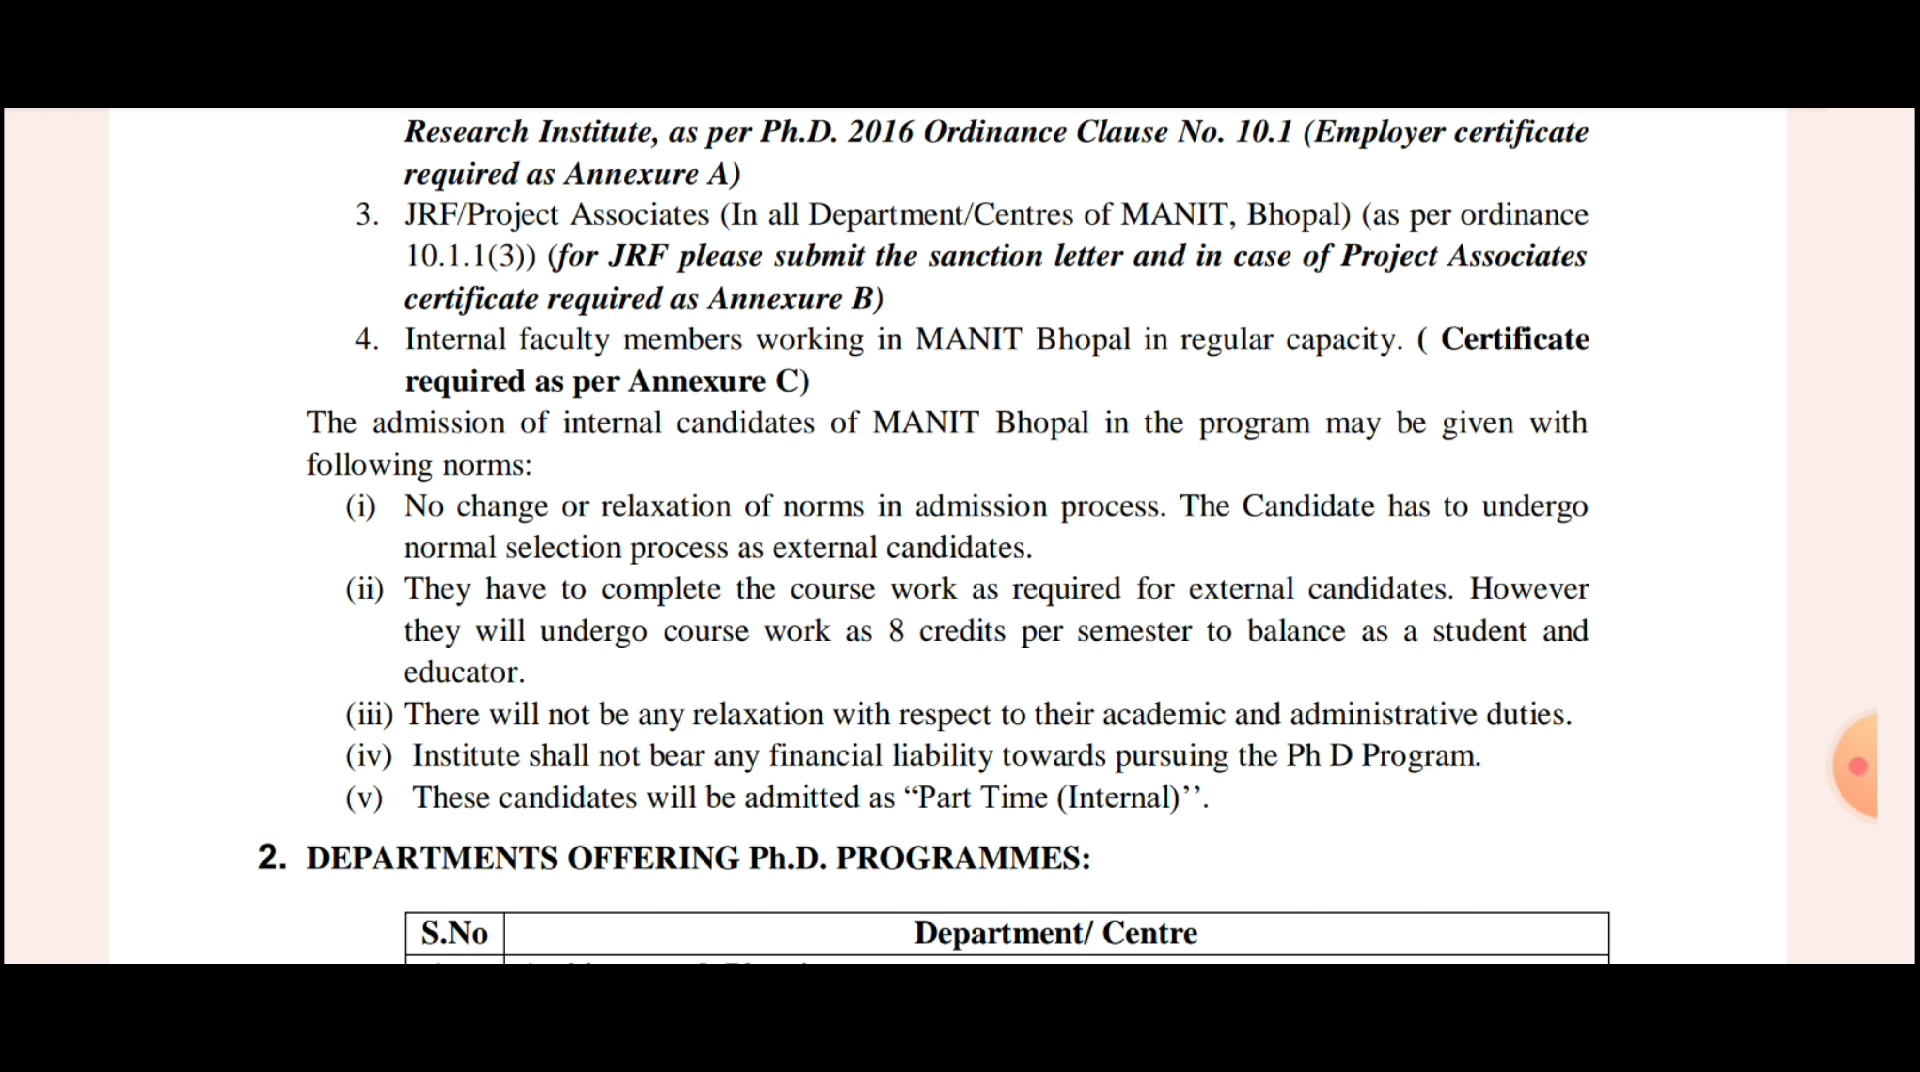 Research Institute, as per Ph.D. 2016 Ordinance Clause No. 10.1 (Employer certificate
required as Annexure A)
3. JRF/Project Associates (In all Department/Centres of MANIT, Bhopal) (as per ordinance
10.1.1(3)) (for JRF please submit the sanction letter and in case of Project Associates
certificate required as Annexure B)
4. Internal faculty members working in MANIT Bhopal in regular capacity. ( Certificate
required as per Annexure C)
The admission of internal candidates of MANIT Bhopal in the program may be given with
following norms:
(i) No change or relaxation of norms in admission process. The Candidate has to undergo
normal selection process as external candidates.
(ii) They have to complete the course work as required for external candidates. However
they will undergo course work as 8 credits per semester to balance as a student and
educator.
(iii) There will not be any relaxation with respect to their academic and administrative duties.
(iv) Institute shall not bear any financial liability towards pursuing the Ph D Program.
(v) These candidates will be admitted as “Part Time (Internal)’’.
2. DEPARTMENTS OFFERING Ph.D. PROGRAMMES:
S.No Department/ Centre